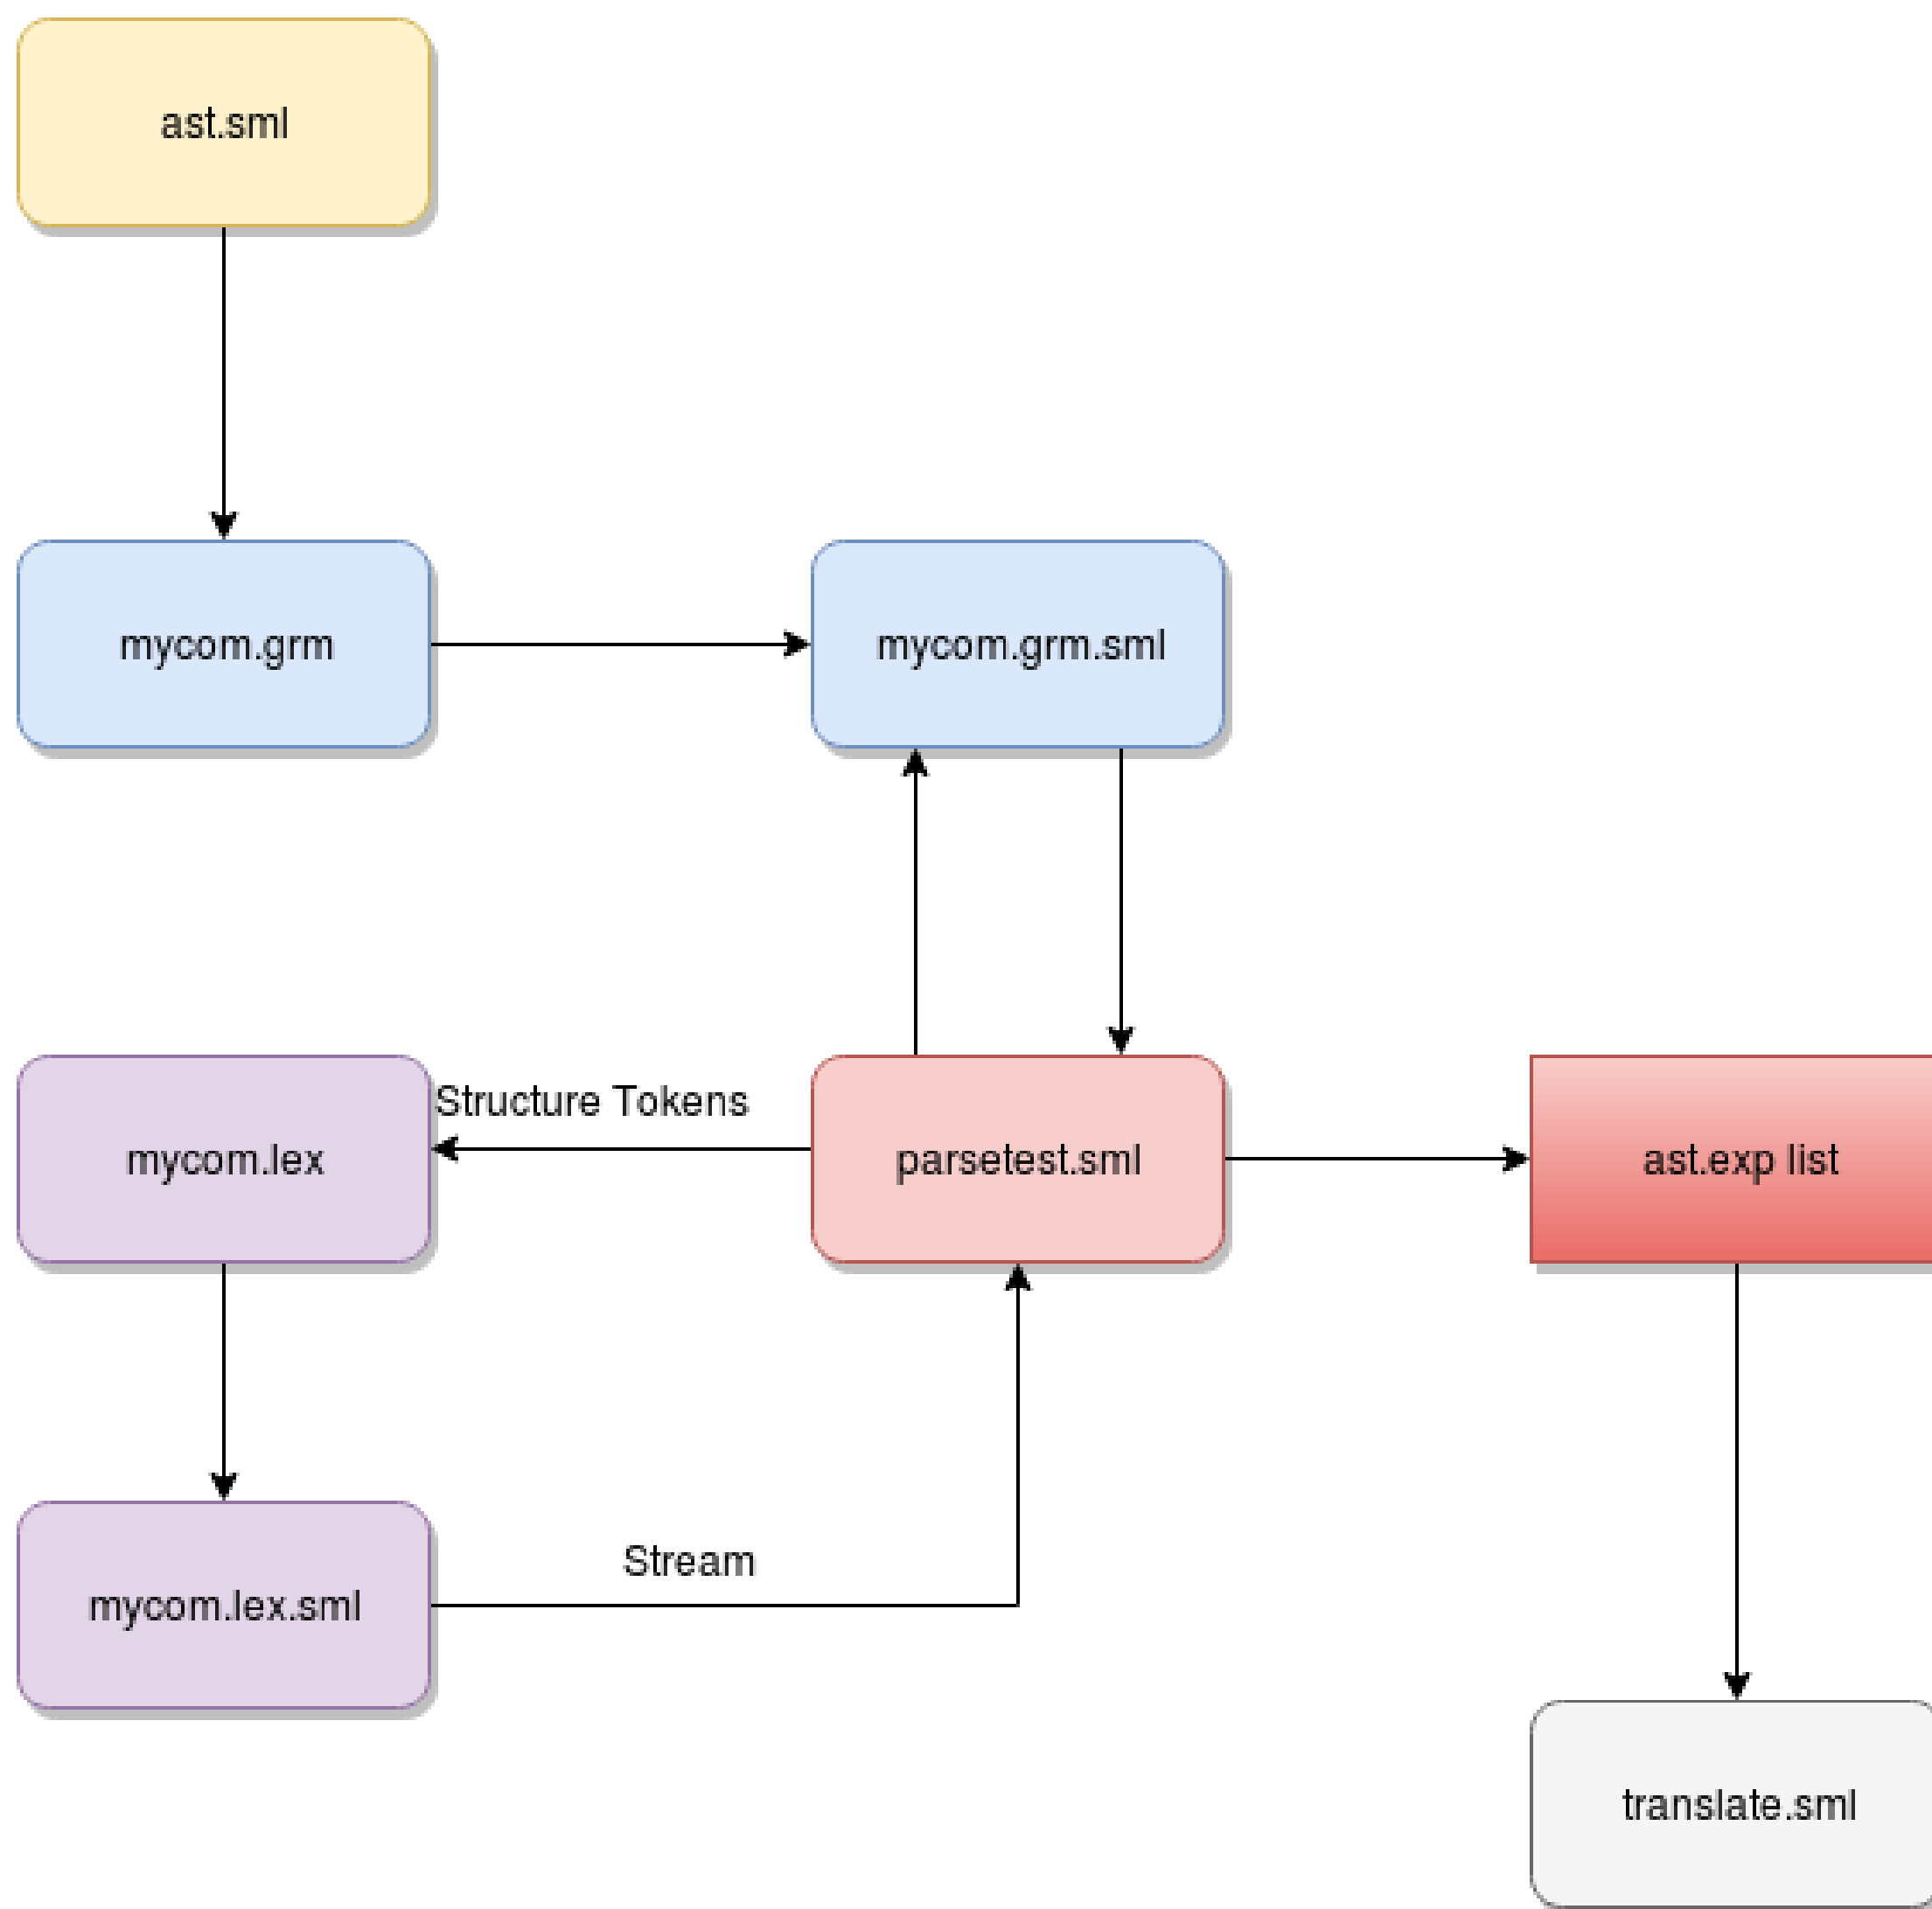 ast.sml
mycom.grm
mycom.grm.sml
Structure Tokens
mycom.lex
parsetest.sml
ast.exp list
Stream
mycom.lex.sml
translate.sml